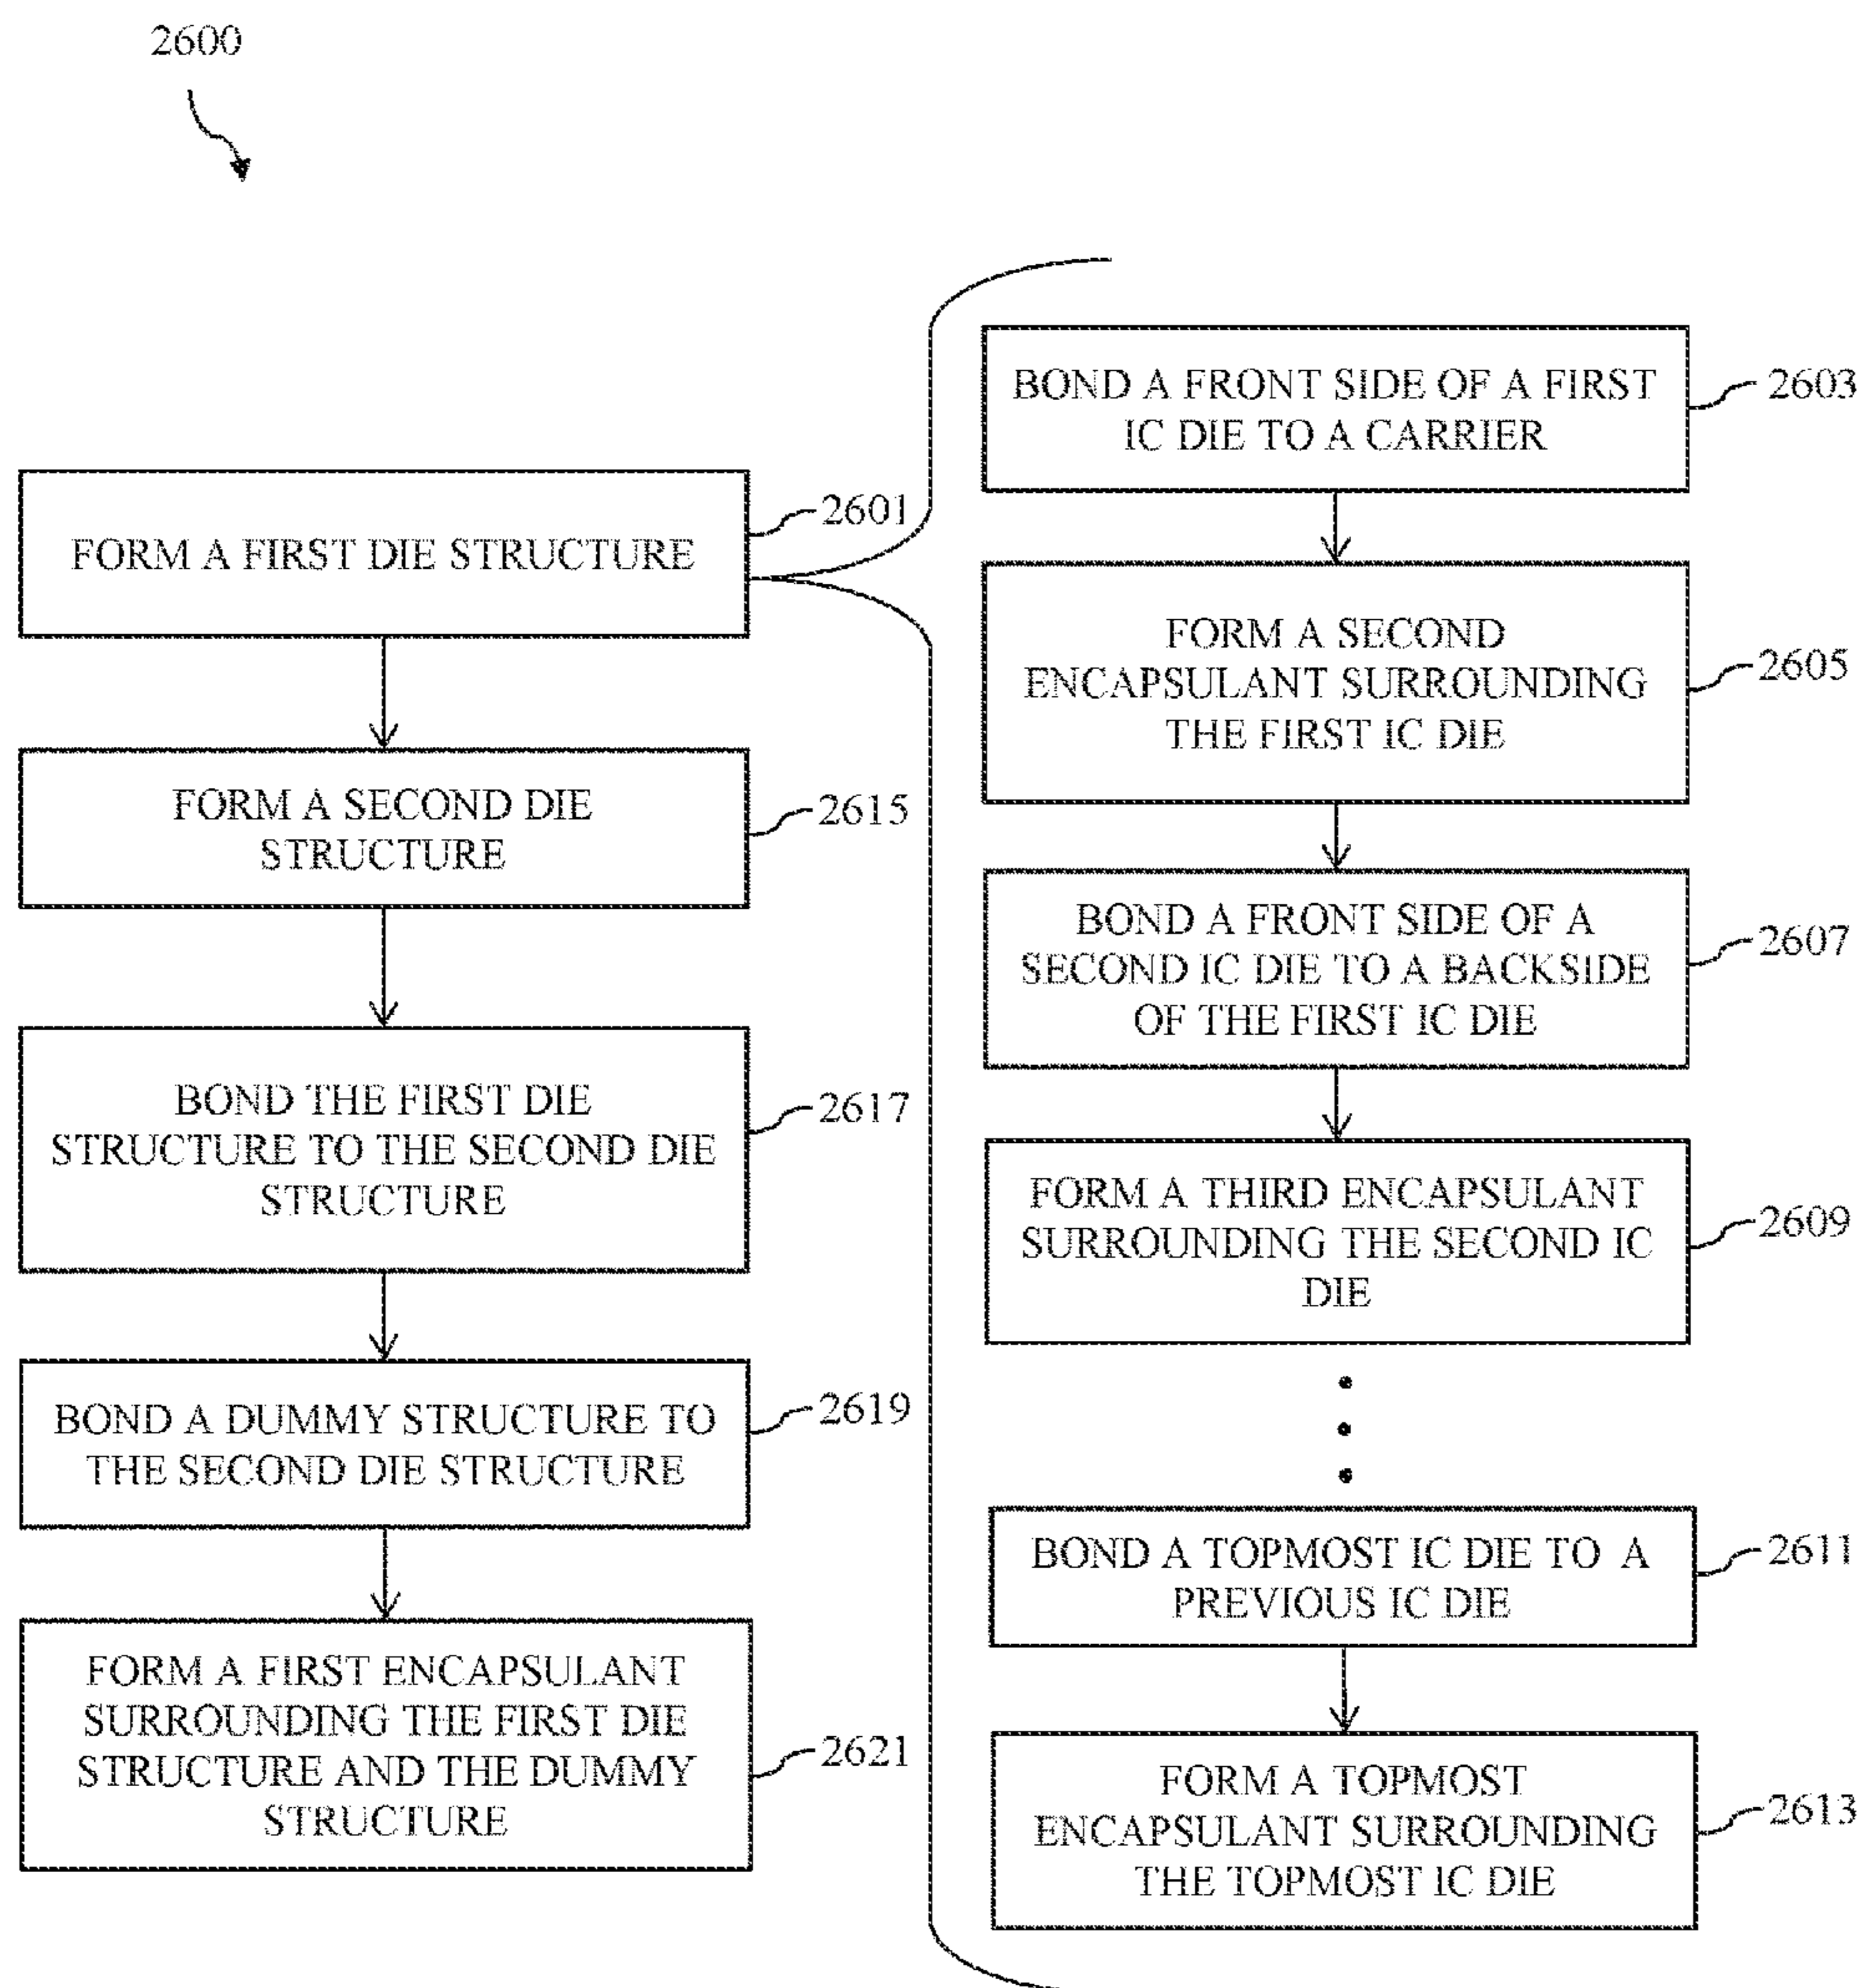 2600
FORM A FIRST DIE STRUCTURE
2601
FORM A SECOND DIE
STRUCTURE
2615
BOND THE FIRST DIE
STRUCTURE TO THE SECOND DIE
STRUCTURE
2617
BOND A DUMMY STRUCTURE TO
THE SECOND DIE STRUCTURE
2619
FORM A FIRST ENCAPSULANT
SURROUNDING THE FIRST DIE
STRUCTURE AND THE DUMMY
STRUCTURE
2621
BOND A FRONT SIDE OF A FIRST
IC DIE TO A CARRIER
2603
FORM A SECOND
ENCAPSULANT SURROUNDING
THE FIRST IC DIE
2605
BOND A FRONT SIDE OF A
SECOND IC DIE TO A BACKSIDE
OF THE FIRST IC DIE
2607
FORM A THIRD ENCAPSULANT
SURROUNDING THE SECOND IC
DIE
2609
BOND A TOPMOST IC DIE TO A
PREVIOUS IC DIE
2611
FORM A TOPMOST
ENCAPSULANT SURROUNDING
THE TOPMOST IC DIE
2613